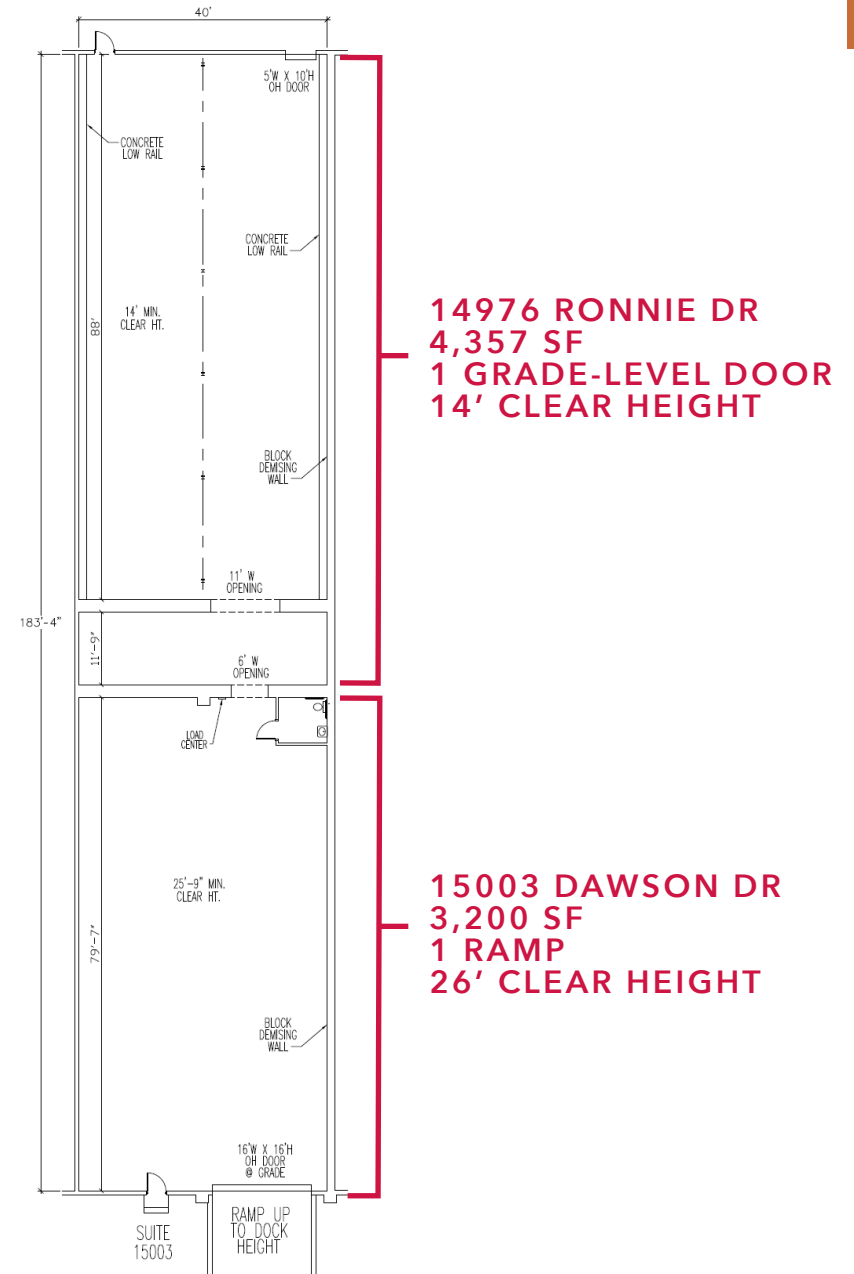 40'
5'W X 10'H
OH DOOR
CONCRETE
LOW RAIL
CONCRETE
LOW RAIL
14' MIN.
CLEAR HT.
88'
14976 RONNIE DR
4,357 SF
1 GRADE-LEVEL DOOR
14' CLEAR HEIGHT
BLOCK
DEMISING
WALL
11' W
OPENING
183'-4"
11'-9"
6' W
OPENING
LOAD
CENTER
25'-9" MIN.
CLEAR HT.
79'-7"
15003 DAWSON DR
3,200 SF
1 RAMP
26' CLEAR HEIGHT
BLOCK
DEMISING
WALL
16'W X 16'H
OH DOOR
@ GRADE
SUITE
15003
RAMP UP
TO DOCK
HEIGHT